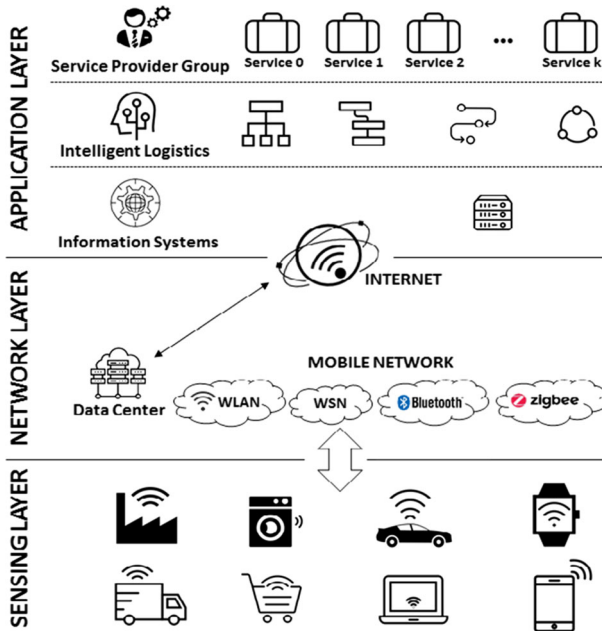 APPLICATION LAYER
Service Provider Group
Service 0
Service 1
Service 2
...
Service k
Intelligent Logistics
Information Systems
NETWORK LAYER
INTERNET
MOBILE NETWORK
Data Center
WLAN
WSN
Bluetooth
zigbee
SENSING LAYER